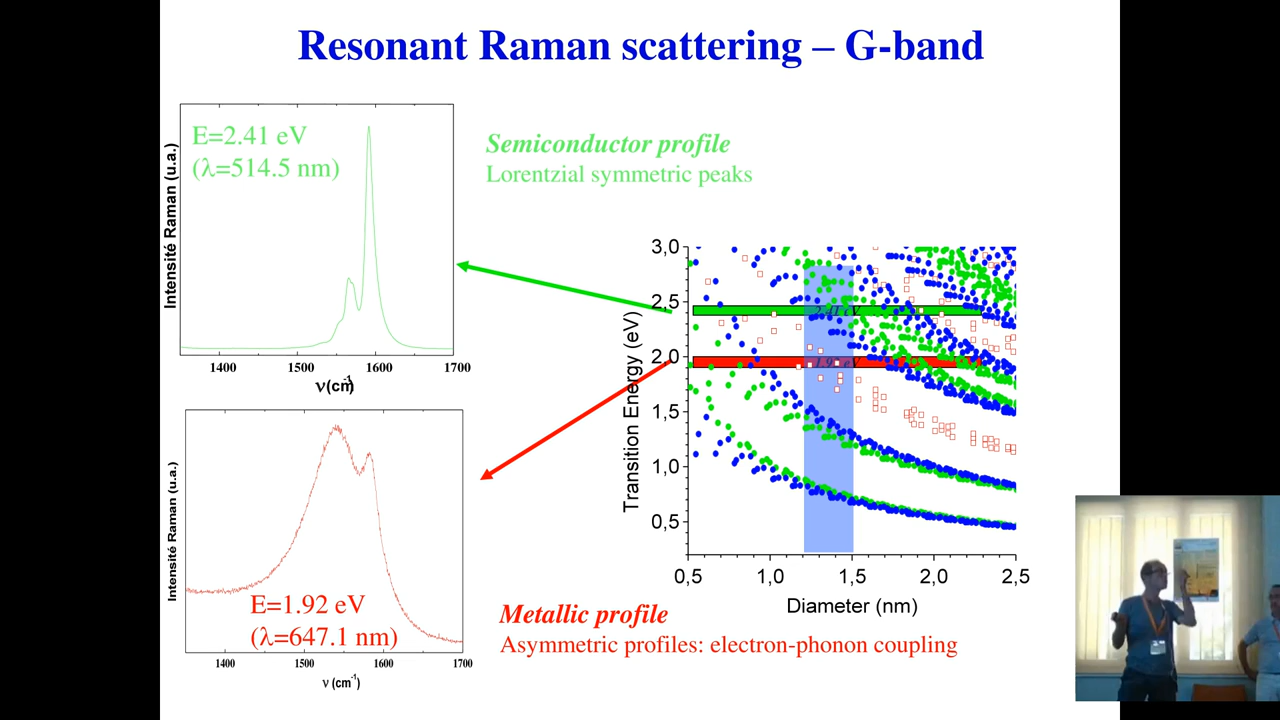 Resonant Raman scattering – G-band
E=2.41 eV
(λ=514.5 nm)
Intensité Raman (u.a.)
1400 1500 1600 1700
ν(cm)
Semiconductor profile
Lorentzial symmetric peaks
3,0
2,5
2,0
1,5
1,0
0,5
Transition Energy (eV)
2.41 eV
0,5 1,0 1,5 2,0 2,5
Diameter (nm)
Intensité Raman (u.a.)
E=1.92 eV
(λ=647.1 nm)
1400 1500 1600 1700
ν (cm-1)
Metallic profile
Asymmetric profiles: electron-phonon coupling